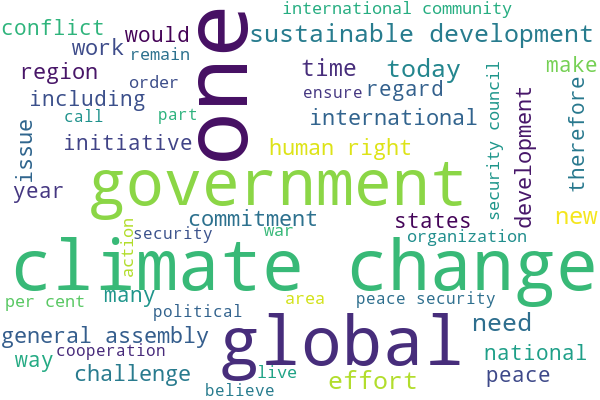 international community
conflict
one
would
sustainable development
work
remain
region
time
today
make
order
including
ensure
regard
call
part
international
security council
development
therefore
issue
initiative
human right
year
government
commitment
states
new
action
security
war
organization
climate change
per cent
many
area
peace security
political
general assembly
global
need
cooperation
way
national
challenge
live
effort
peace
believe